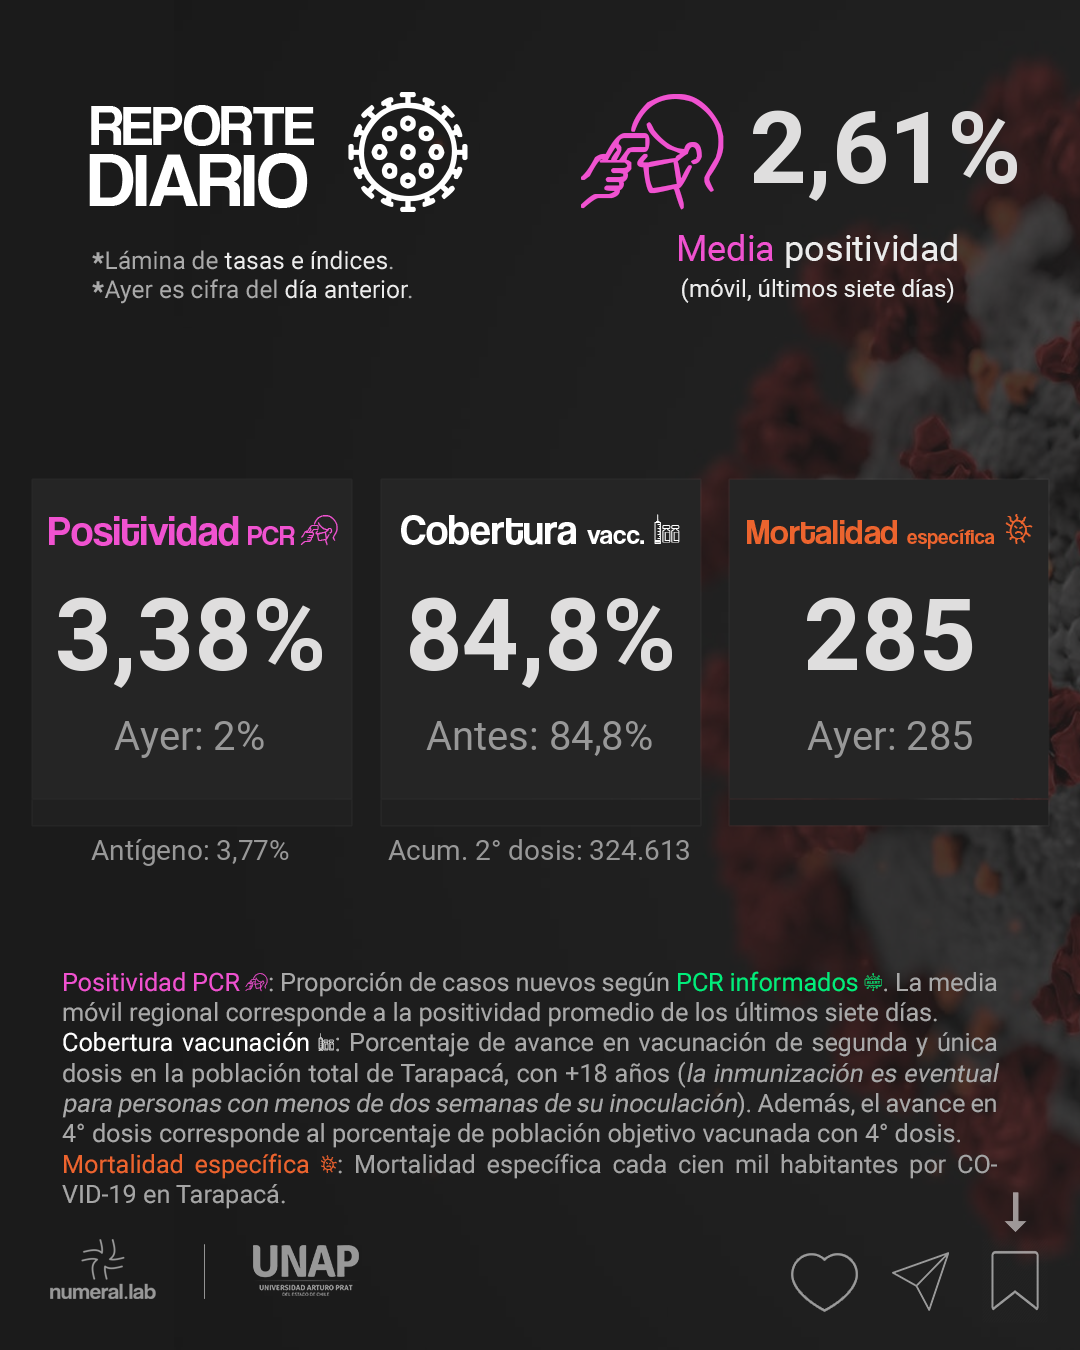 REPORTE
DIARIO
*Lámina de tasas e índices.
*Ayer es cifra del día anterior.
2,61%
Media positividad
(móvil, últimos siete días)
Positividad PCR
3,38%
Ayer: 2%
Antígeno: 3,77%
Cobertura vacc.
84,8%
Antes: 84,8%
Acum. 2° dosis: 324.613
Mortalidad específica
285
Ayer: 285
Positividad PCR : Proporción de casos nuevos según PCR informados . La media
móvil regional corresponde a la positividad promedio de los últimos siete días.
Cobertura vacunación : Porcentaje de avance en vacunación de segunda y única
dosis en la población total de Tarapacá, con +18 años (la inmunización es eventual
para personas con menos de dos semanas de su inoculación). Además, el avance en
4° dosis corresponde al porcentaje de población objetivo vacunada con 4° dosis.
Mortalidad específica : Mortalidad específica cada cien mil habitantes por CO-
VID-19 en Tarapacá.
numeral.lab
UNAP
UNIVERSIDAD ARTURO PRAT
DEL ESTADO DE CHILE